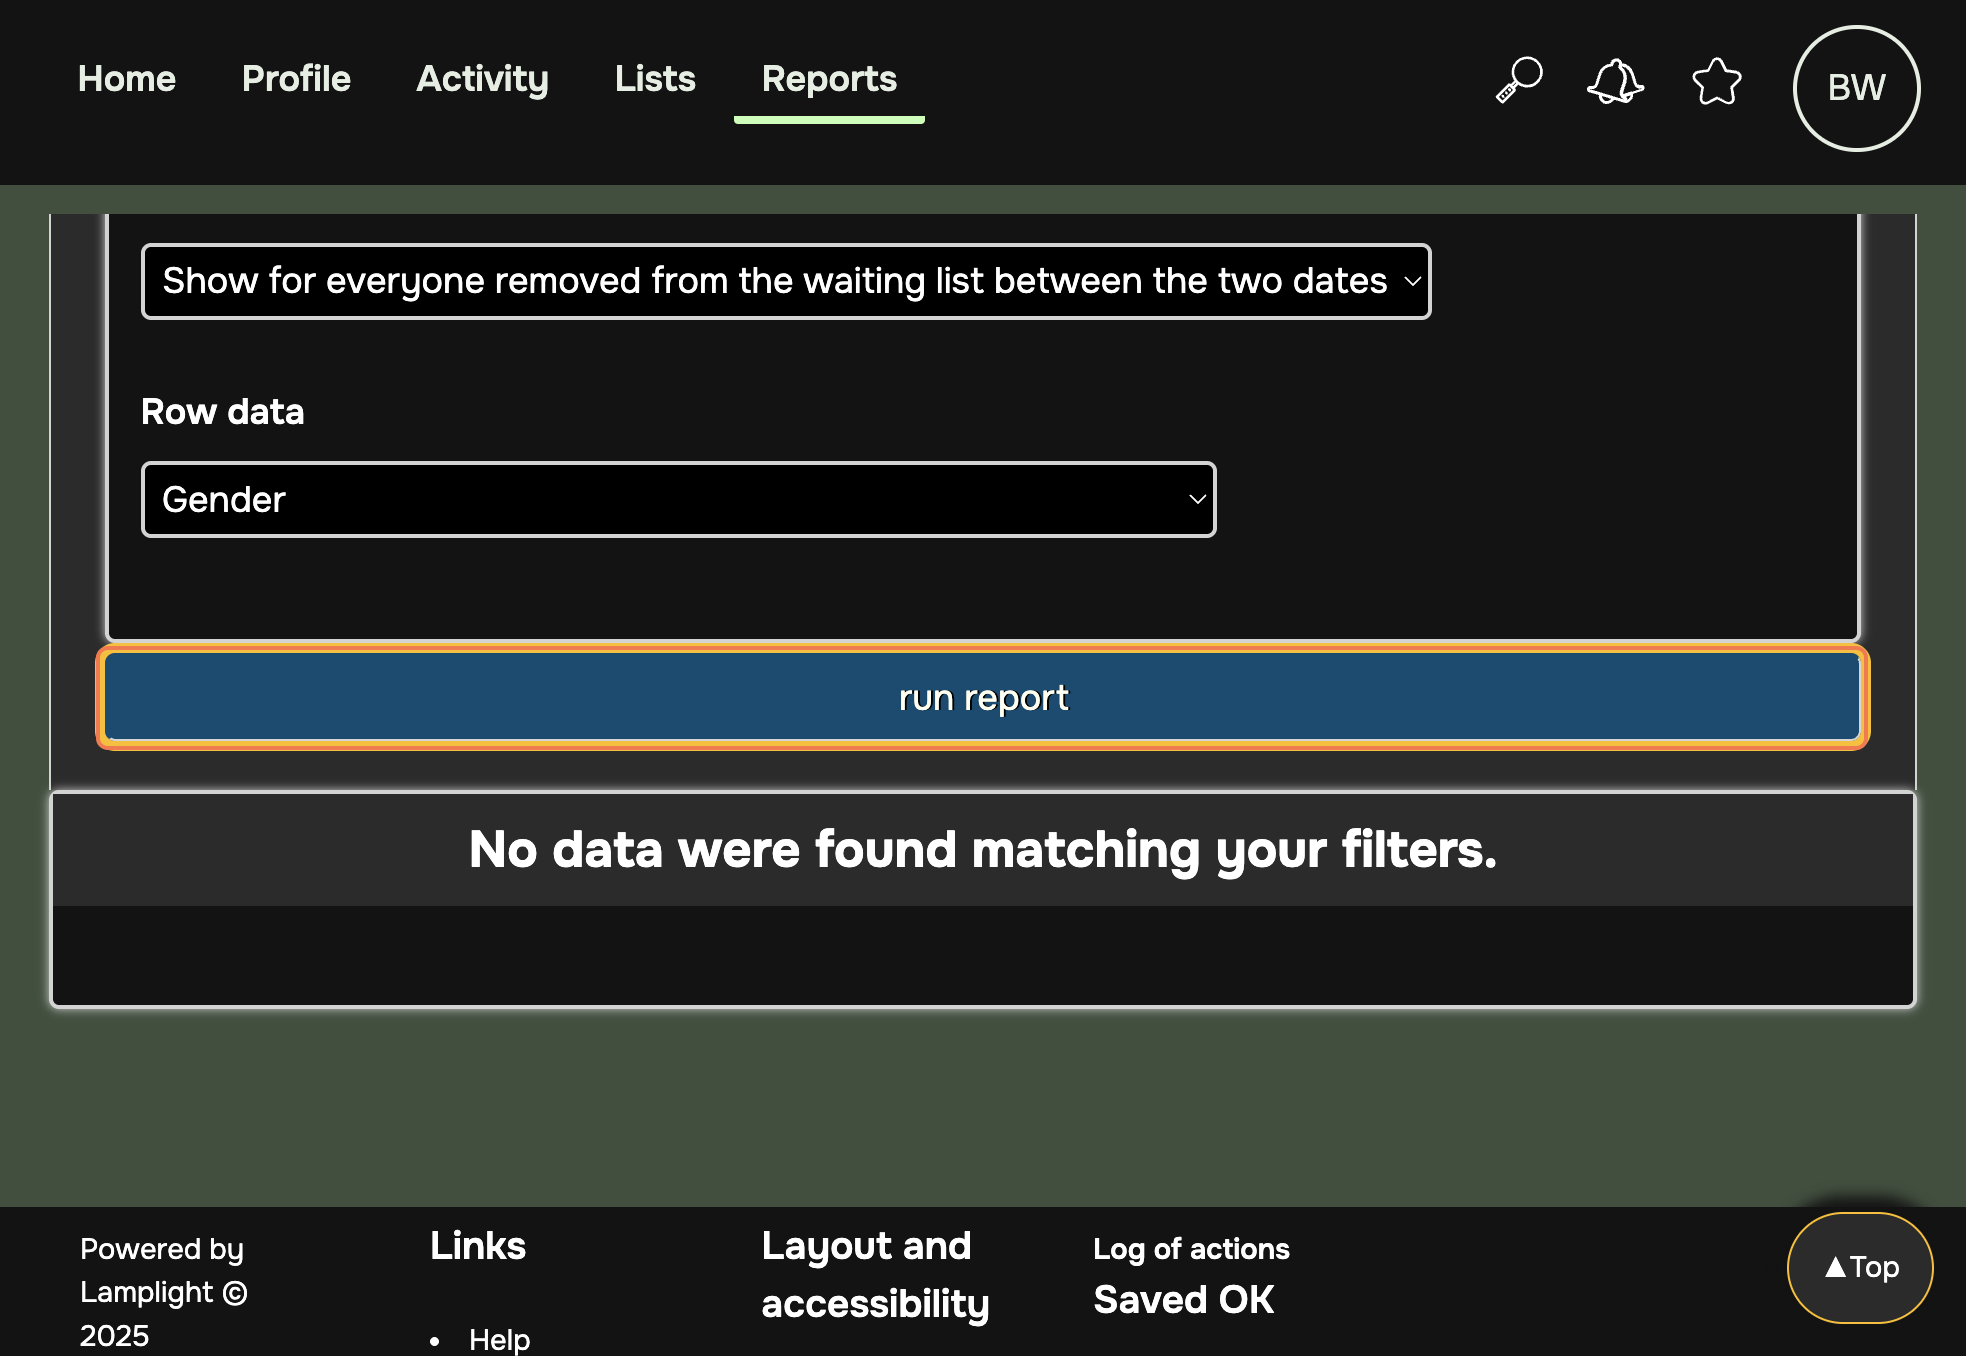 Home Profile Activity Lists Reports BW
Show for everyone removed from the waiting list between the two dates
Row data
Gender
run report
No data were found matching your filters.
Powered by
Lamplight ©
2025
Links
• Help
Layout and
accessibility
Log of actions
Saved OK
▲Top